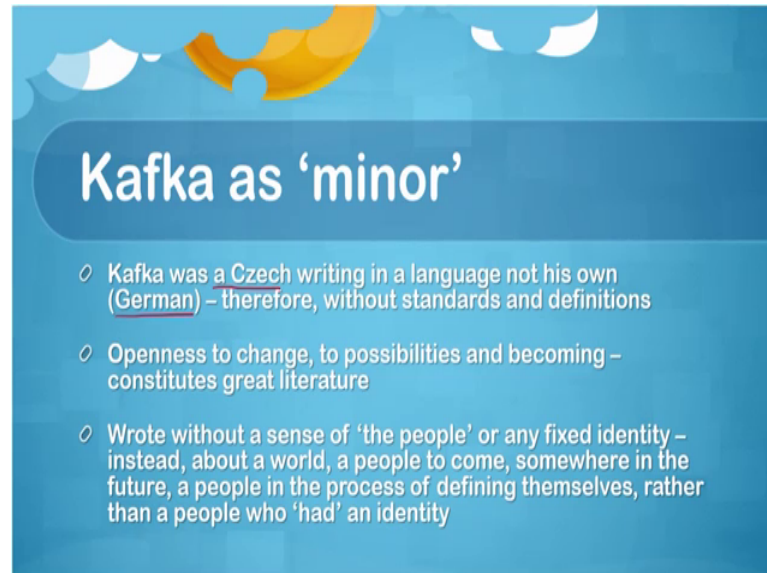 Kafka as ‘minor’
Kafka was a Czech writing in a language not his own
(German) – therefore, without standards and definitions
Openness to change, to possibilities and becoming –
constitutes great literature
Wrote without a sense of ‘the people’ or any fixed identity –
instead, about a world, a people to come, somewhere in the
future, a people in the process of defining themselves, rather
than a people who ‘had’ an identity